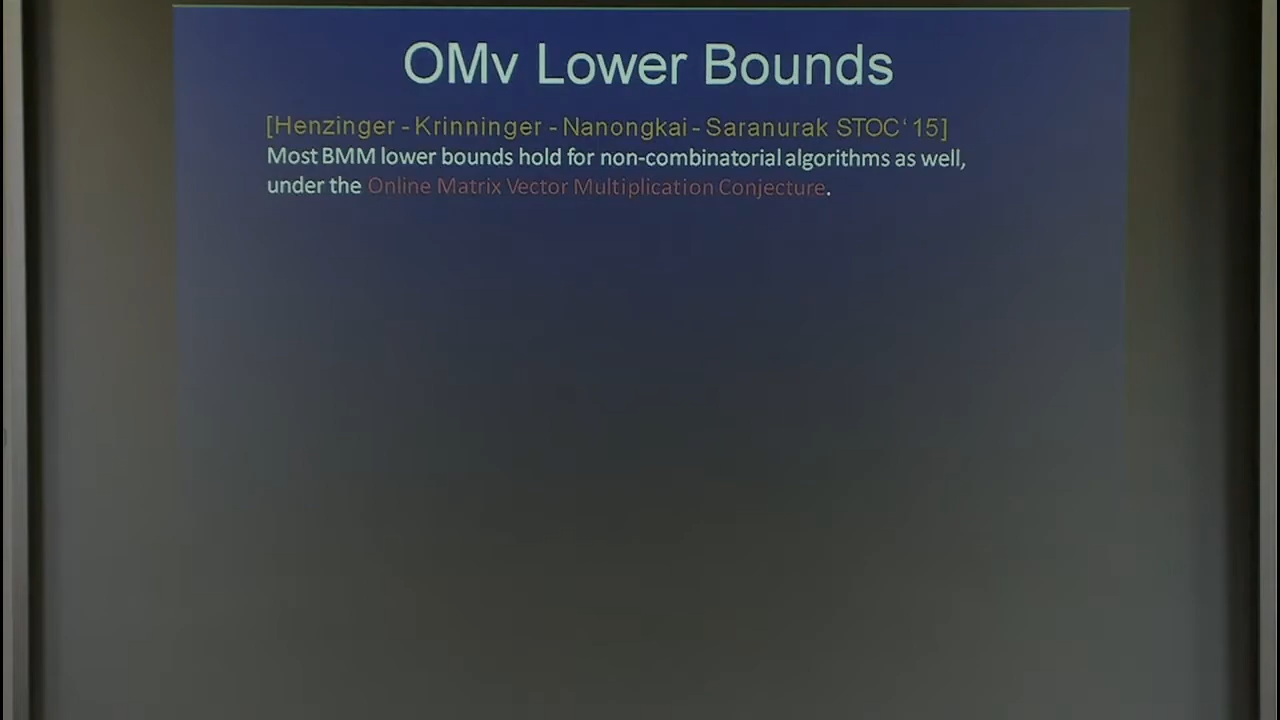 OMv Lower Bounds
[Henzinger - Krinninger - Nanongkai - Saranurak STOC‘ 15]
Most BMM lower bounds hold for non-combinatorial algorithms as well,
under the Online Matrix Vector Multiplication Conjecture.